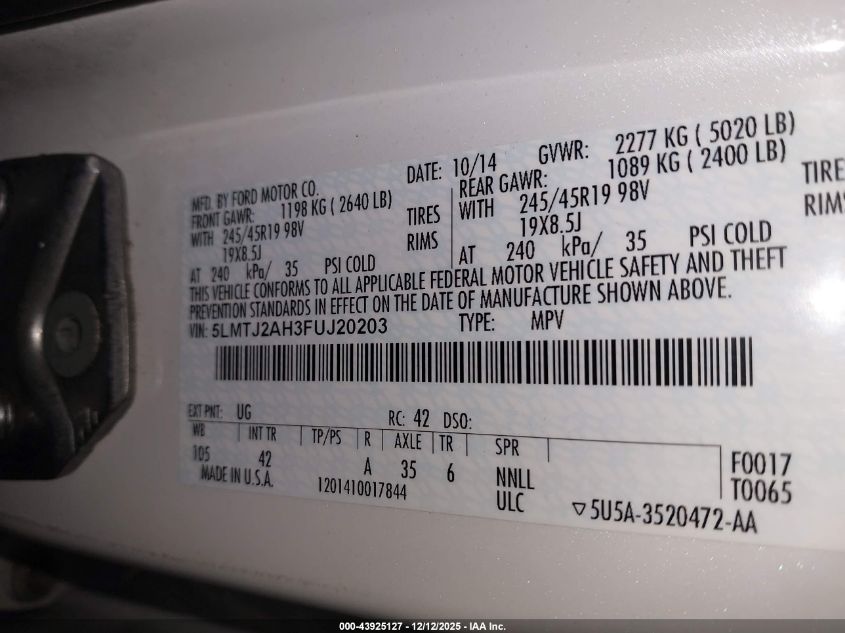 MFD. BY FORD MOTOR CO.
DATE: 10/14 GVWR: 2277 KG ( 5020 LB)
FRONT GAWR: 1198 KG ( 2640 LB) REAR GAWR: 1089 KG ( 2400 LB)
WITH 245/45R19 98V TIRES WITH 245/45R19 98V TIRE
19X8.5J RIMS 19X8.5J RIMS
AT 240 kPa/ 35 PSI COLD AT 240 kPa/ 35 PSI COLD
THIS VEHICLE CONFORMS TO ALL APPLICABLE FEDERAL MOTOR VEHICLE SAFETY AND THEFT
PREVENTION STANDARDS IN EFFECT ON THE DATE OF MANUFACTURE SHOWN ABOVE.
VIN: 5LMTJ2AH3FUJ20203 TYPE: MPV
EXT PNT: UG RC: 42 DSO:
WB INT TR TP/PS R AXLE TR SPR
105 42 A 35 6 NNLL F0017
MADE IN U.S.A. 1201410017844 ULC T0065
▽5U5A-3520472-AA
000-43925127 - 12/12/2025 - IAA Inc.